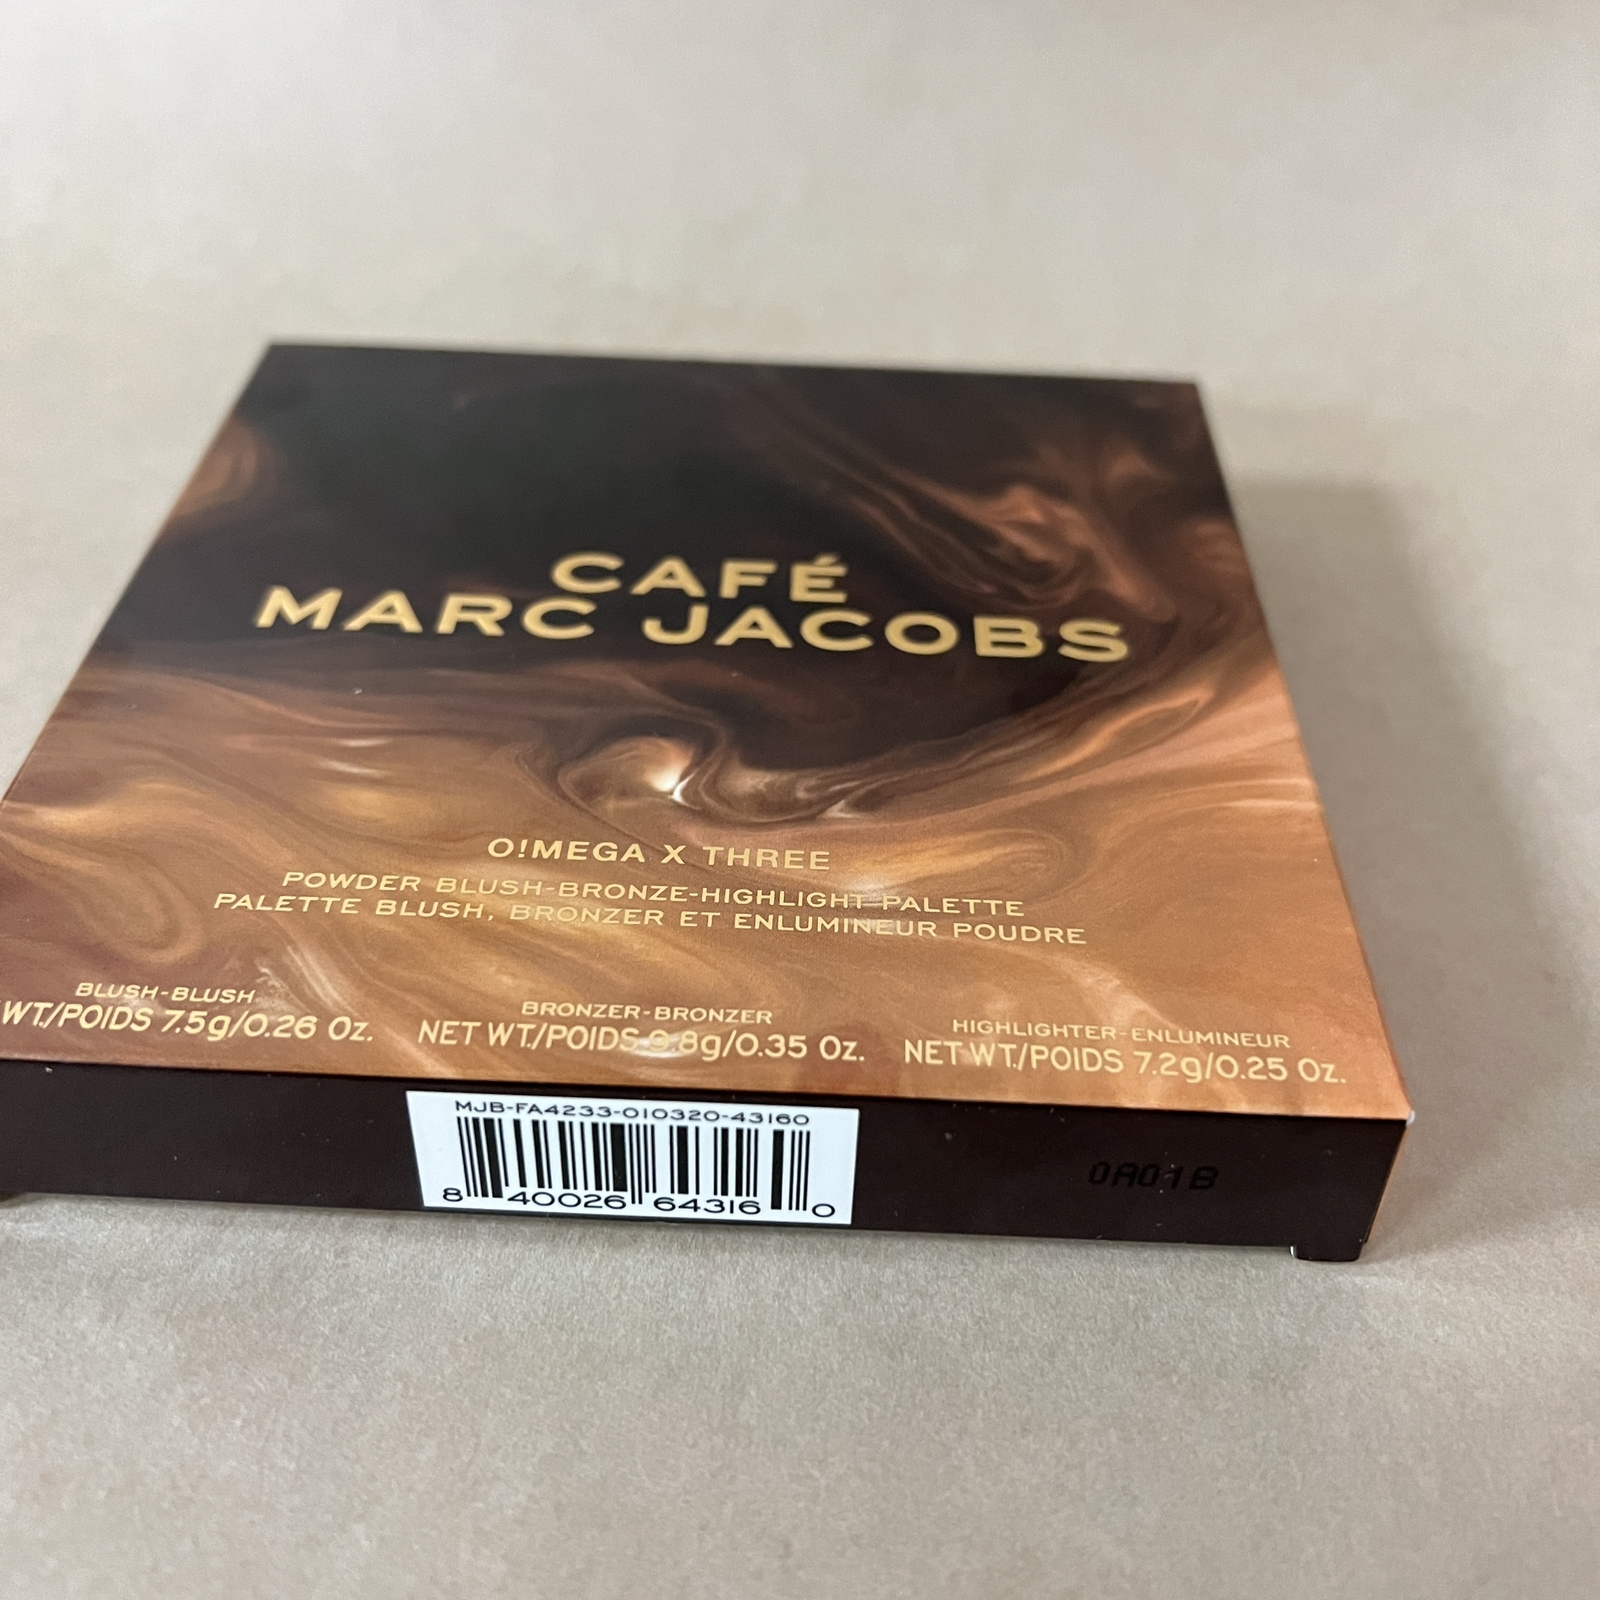 CAFÉ
MARC JACOBS
O!MEGA X THREE
POWDER BLUSH-BRONZE-HIGHLIGHT PALETTE
PALETTE BLUSH, BRONZER ET ENLUMINEUR POUDRE
BLUSH-BLUSH
WT./POIDS 7.5g/0.26 Oz.
BRONZER-BRONZER
NET WT./POIDS 9.8g/0.35 Oz.
HIGHLIGHTER-ENLUMINEUR
NET WT./POIDS 7.2g/0.25 Oz.
MJB-FA4233-010320-43160
8 40026 64316 0
0A01B